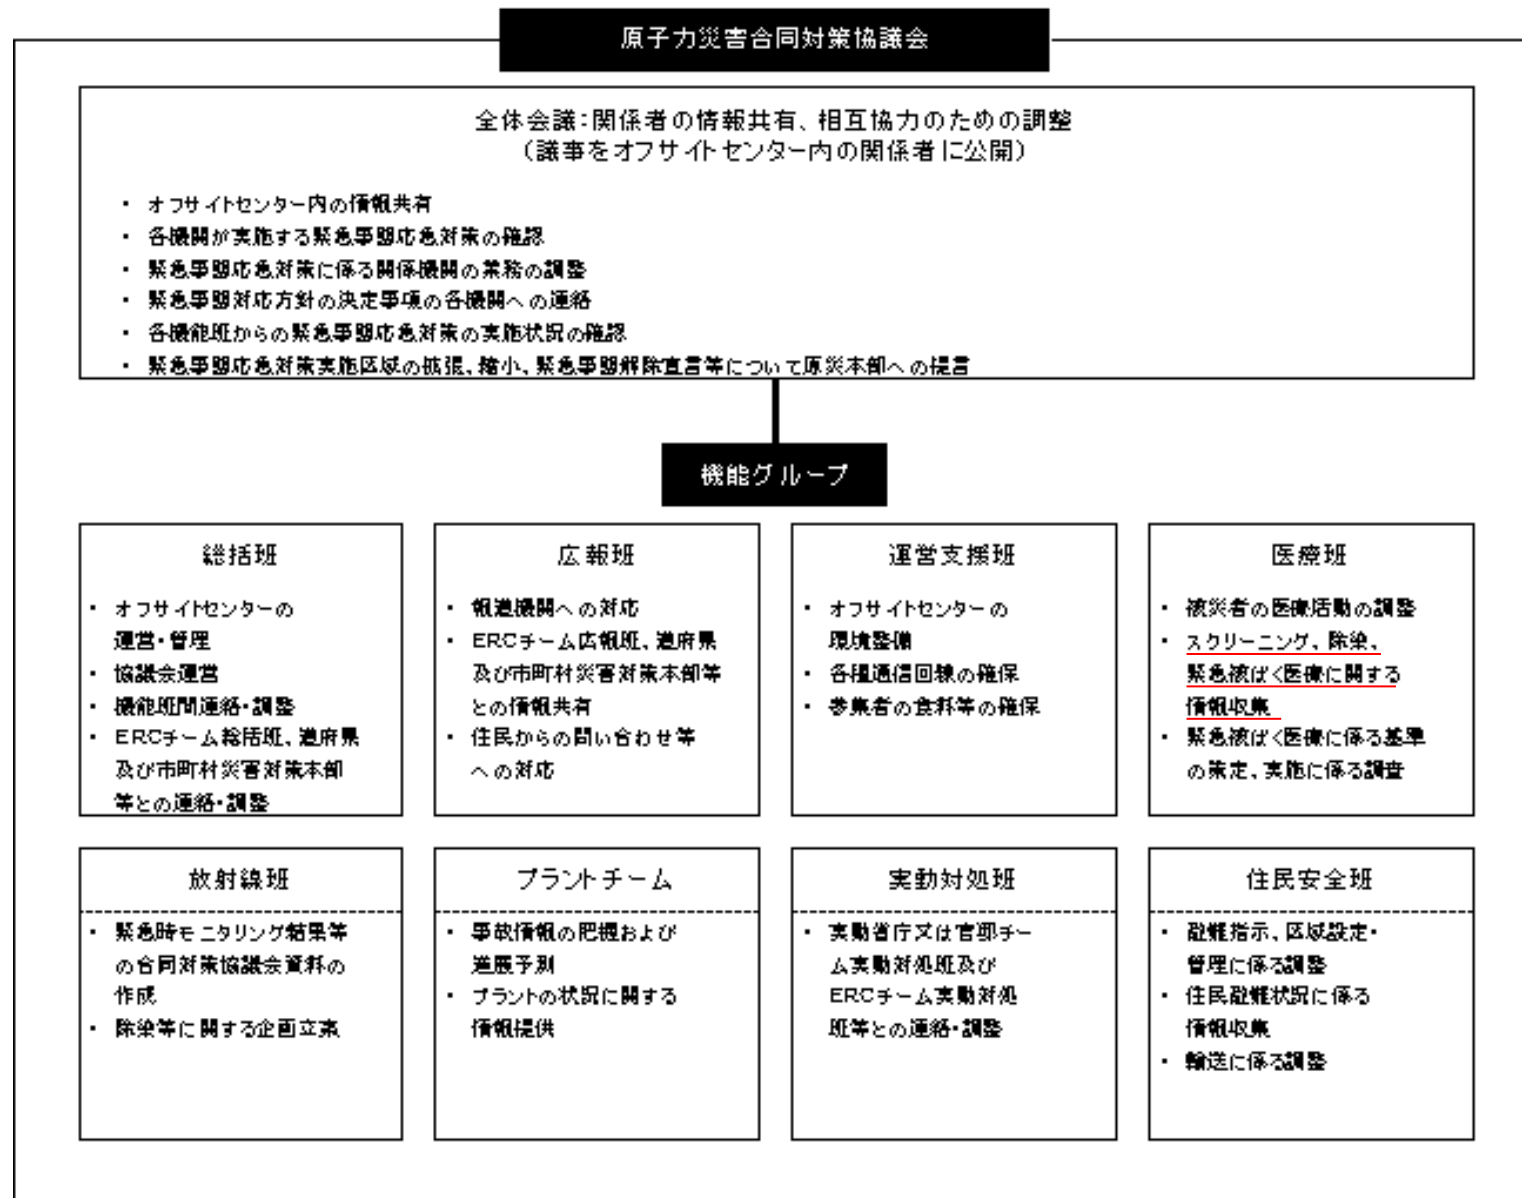 原子力災害合同対策協議会
全体会議：関係者の情報共有、相互協力のための調整
（議事をオフサイトセンター内の関係者に公開）
・ オフサイトセンター内の情報共有
・ 各機関が実施する緊急事態応急対策の確認
・ 緊急事態応急対策に係る関係機関の業務の調整
・ 緊急事態対応方針の決定事項の各機関への連絡
・ 各機能班からの緊急事態応急対策の実施状況の確認
・ 緊急事態応急対策実施区域の拡張、縮小、緊急事態解除宣言等について原災本部への提言
機能グループ
総括班
・ オフサイトセンターの
運営・管理
・ 協議会運営
・ 機能班間連絡・調整
・ ERCチーム総括班、道府県
及び市町村災害対策本部
等との連絡・調整
広報班
・ 報道機関への対応
・ ERCチーム広報班、道府県
及び市町村災害対策本部等
との情報共有
・ 住民からの問い合わせ等
への対応
運営支援班
・ オフサイトセンターの
環境整備
・ 各種通信回線の確保
・ 参集者の食料等の確保
医療班
・ 被災者の医療活動の調整
・ スクリーニング、除染、
緊急被ばく医療に関する
情報収集
・ 緊急被ばく医療に係る基準
の策定、実施に係る調査
放射線班
・ 緊急時モニタリング結果等
の合同対策協議会資料の
作成
・ 除染等に関する企画立案
プラントチーム
・ 事故情報の把握および
進展予測
・ プラントの状況に関する
情報提供
実動対処班
・ 実動省庁又は官邸チー
ム実動対処班及び
ERCチーム実動対処
班等との連絡・調整
住民安全班
・ 避難指示、区域設定・
管理に係る調整
・ 住民避難状況に係る
情報収集
・ 輸送に係る調整